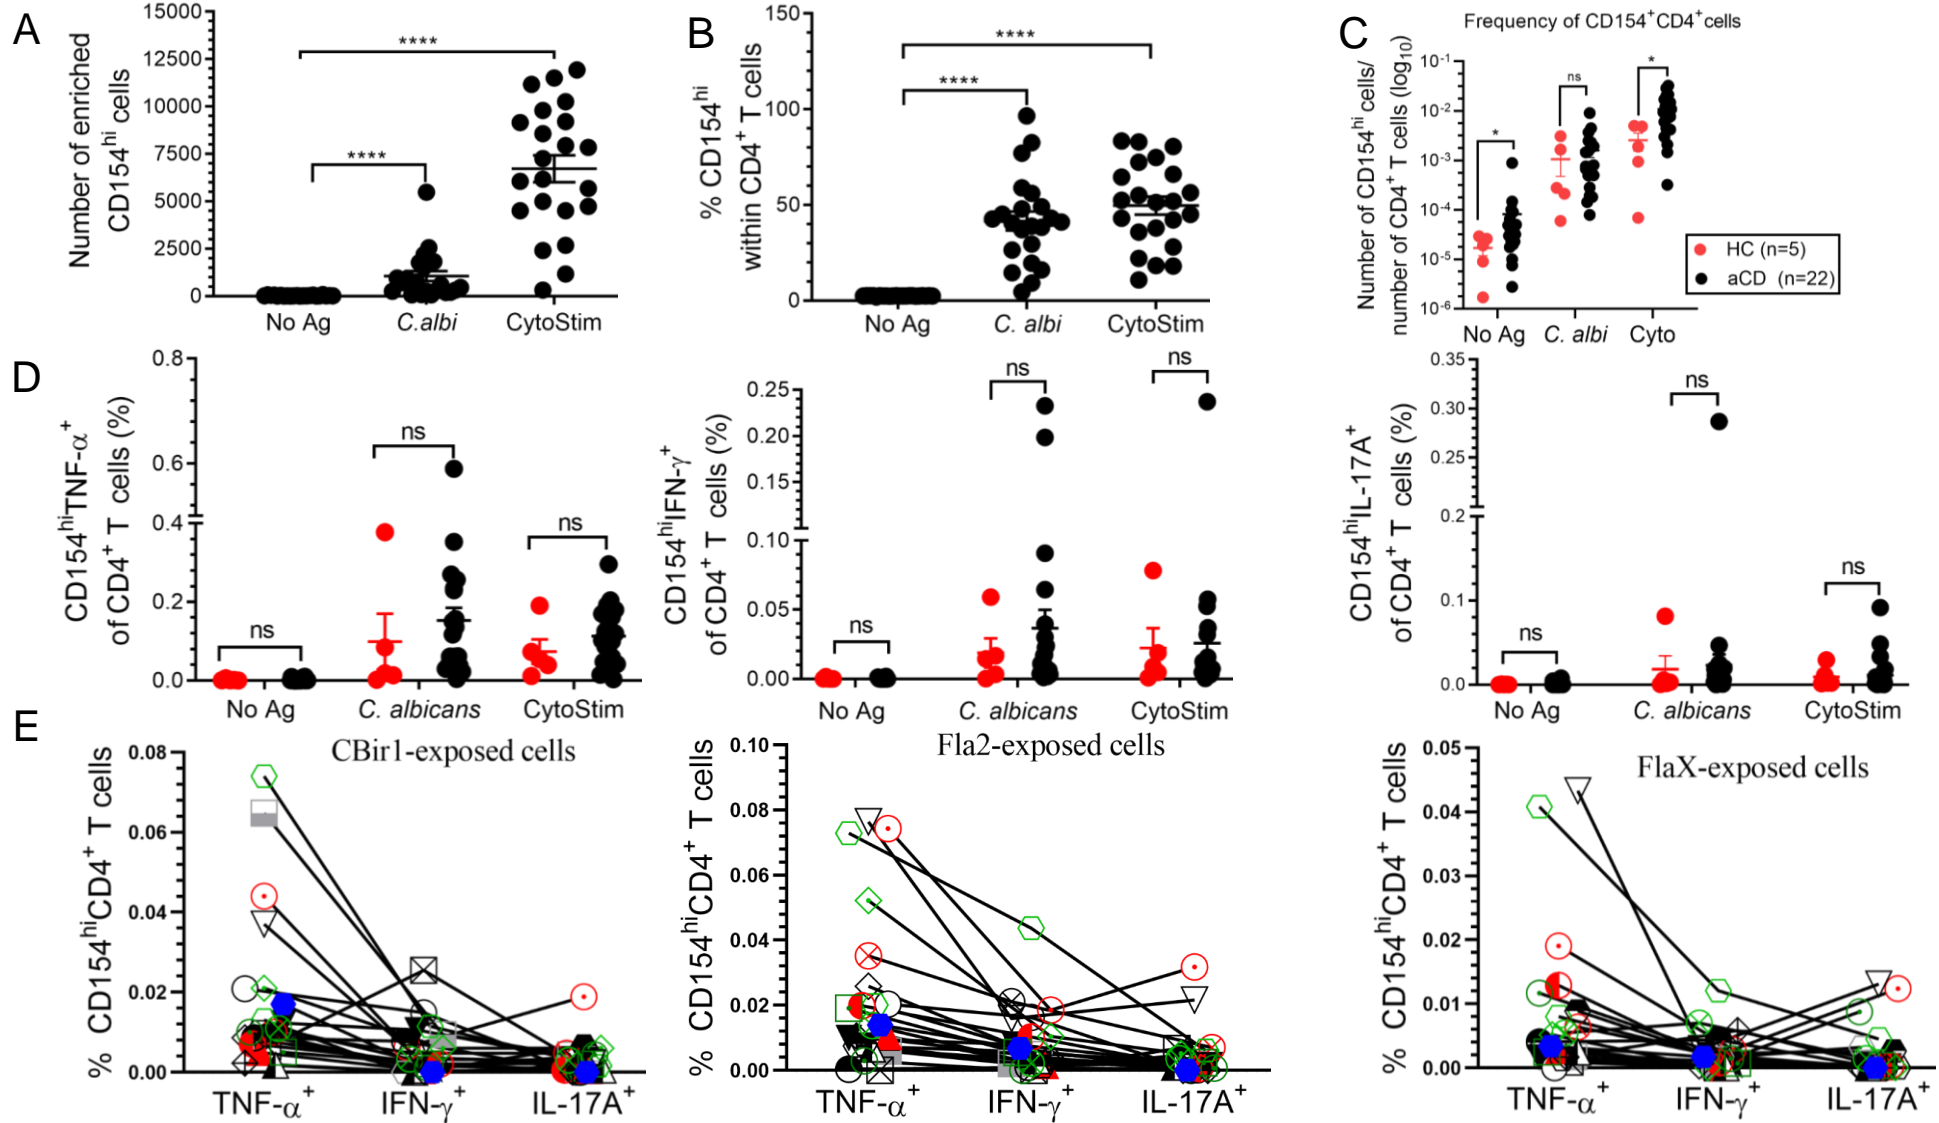 A
Number of enriched
CD154hi cells
15000
12500
10000
7500
5000
2500
0
****
****
No Ag
C.albi
CytoStim
B
% CD154hi
within CD4+ T cells
150
100
50
0
****
****
No Ag
C. albi
CytoStim
C
Frequency of CD154+CD4+cells
Number of CD154hi cells/
number of CD4+ T cells (log10)
10-1
10-2
10-3
10-4
10-5
10-6
*
ns
*
No Ag
C. albi
Cyto
HC (n=5)
aCD (n=22)
D
CD154hiTNF-α+
of CD4+ T cells (%)
0.8
0.6
0.4
0.2
0.0
ns
ns
ns
No Ag
C. albicans
CytoStim
CD154hiIFN-γ+
of CD4+ T cells (%)
0.25
0.20
0.15
0.10
0.05
0.00
ns
ns
ns
No Ag
C. albicans
CytoStim
CD154hiIL-17A+
of CD4+ T cells (%)
0.35
0.30
0.25
0.2
0.1
0.0
ns
ns
ns
No Ag
C. albicans
CytoStim
E
CBir1-exposed cells
% CD154hiCD4+ T cells
0.08
0.06
0.04
0.02
0.00
TNF-α+
IFN-γ+
IL-17A+
Fla2-exposed cells
% CD154hiCD4+ T cells
0.10
0.08
0.06
0.04
0.02
0.00
TNF-α+
IFN-γ+
IL-17A+
FlaX-exposed cells
% CD154hiCD4+ T cells
0.05
0.04
0.03
0.02
0.01
0.00
TNF-α+
IFN-γ+
IL-17A+